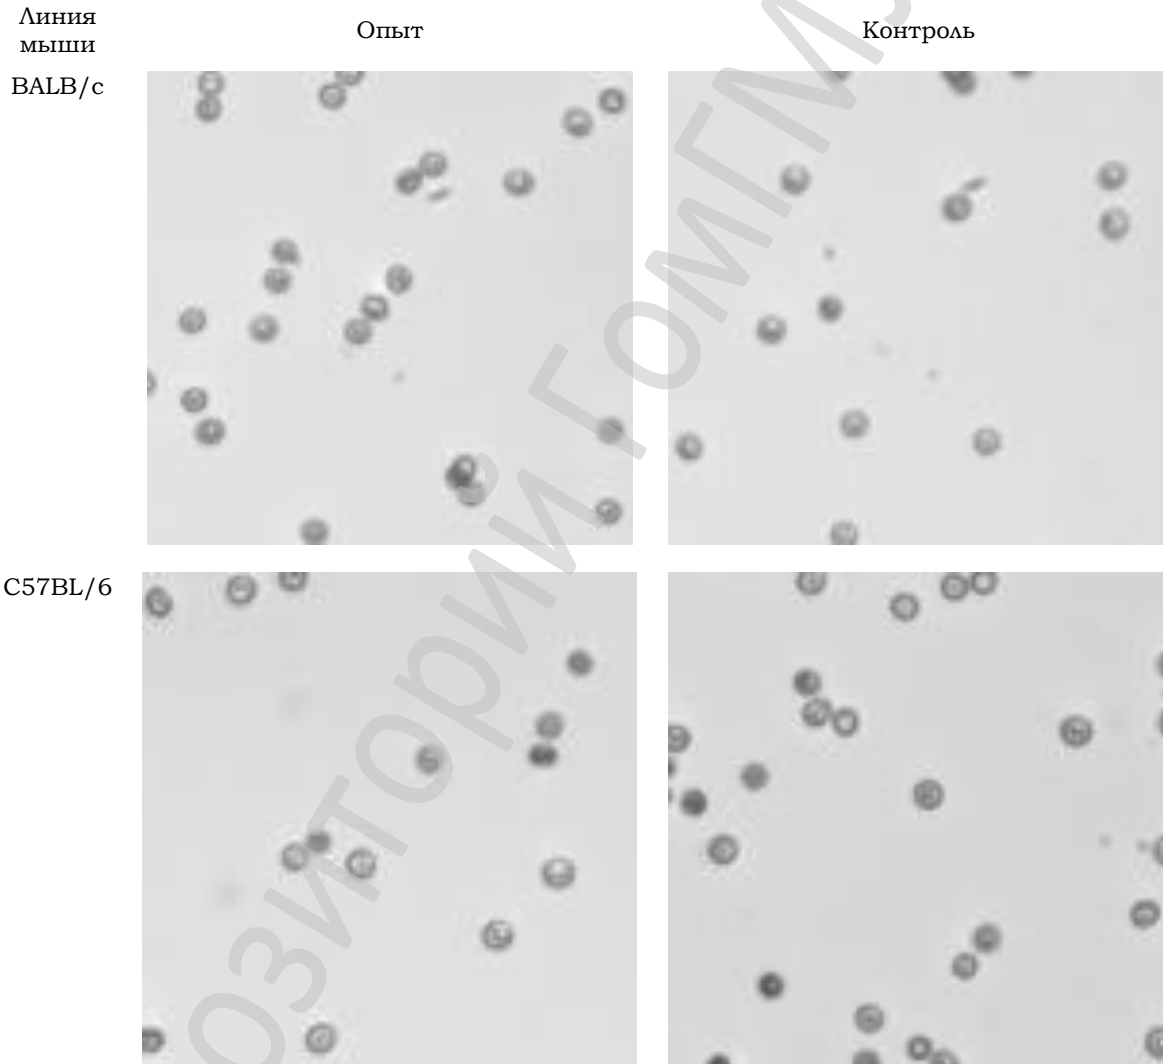 Линия
мыши
Опыт
Контроль
BALB/c
C57BL/6